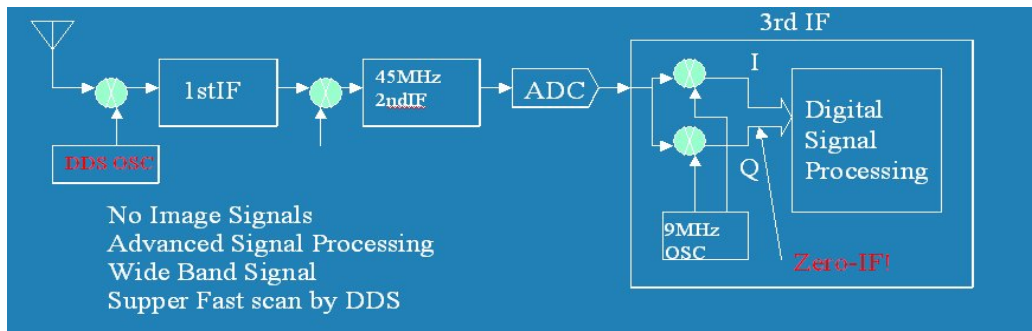 3rd IF
1stIF
45MHz
2ndIF
ADC
I
Q
Digital
Signal
Processing
DDS OSC
9MHz
OSC
Zero-IF!
No Image Signals
Advanced Signal Processing
Wide Band Signal
Supper Fast scan by DDS